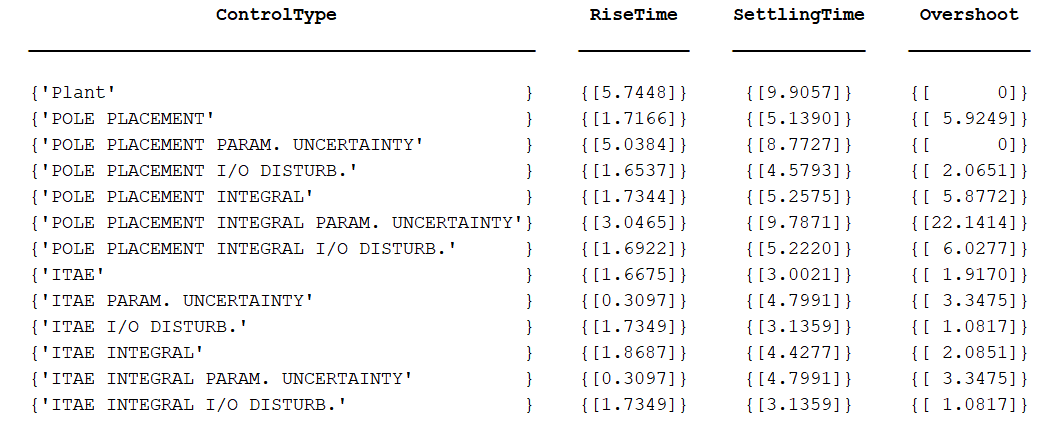 ControlType RiseTime SettlingTime Overshoot
{'Plant' } {[5.7448]} {[9.9057]} {[ 0]}
{'POLE PLACEMENT' } {[1.7166]} {[5.1390]} {[ 5.9249]}
{'POLE PLACEMENT PARAM. UNCERTAINTY' } {[5.0384]} {[8.7727]} {[ 0]}
{'POLE PLACEMENT I/O DISTURB.' } {[1.6537]} {[4.5793]} {[ 2.0651]}
{'POLE PLACEMENT INTEGRAL' } {[1.7344]} {[5.2575]} {[ 5.8772]}
{'POLE PLACEMENT INTEGRAL PARAM. UNCERTAINTY'} {[3.0465]} {[9.7871]} {[22.1414]}
{'POLE PLACEMENT INTEGRAL I/O DISTURB.' } {[1.6922]} {[5.2220]} {[ 6.0277]}
{'ITAE' } {[1.6675]} {[3.0021]} {[ 1.9170]}
{'ITAE PARAM. UNCERTAINTY' } {[0.3097]} {[4.7991]} {[ 3.3475]}
{'ITAE I/O DISTURB.' } {[1.7349]} {[3.1359]} {[ 1.0817]}
{'ITAE INTEGRAL' } {[1.8687]} {[4.4277]} {[ 2.0851]}
{'ITAE INTEGRAL PARAM. UNCERTAINTY' } {[0.3097]} {[4.7991]} {[ 3.3475]}
{'ITAE INTEGRAL I/O DISTURB.' } {[1.7349]} {[3.1359]} {[ 1.0817]}